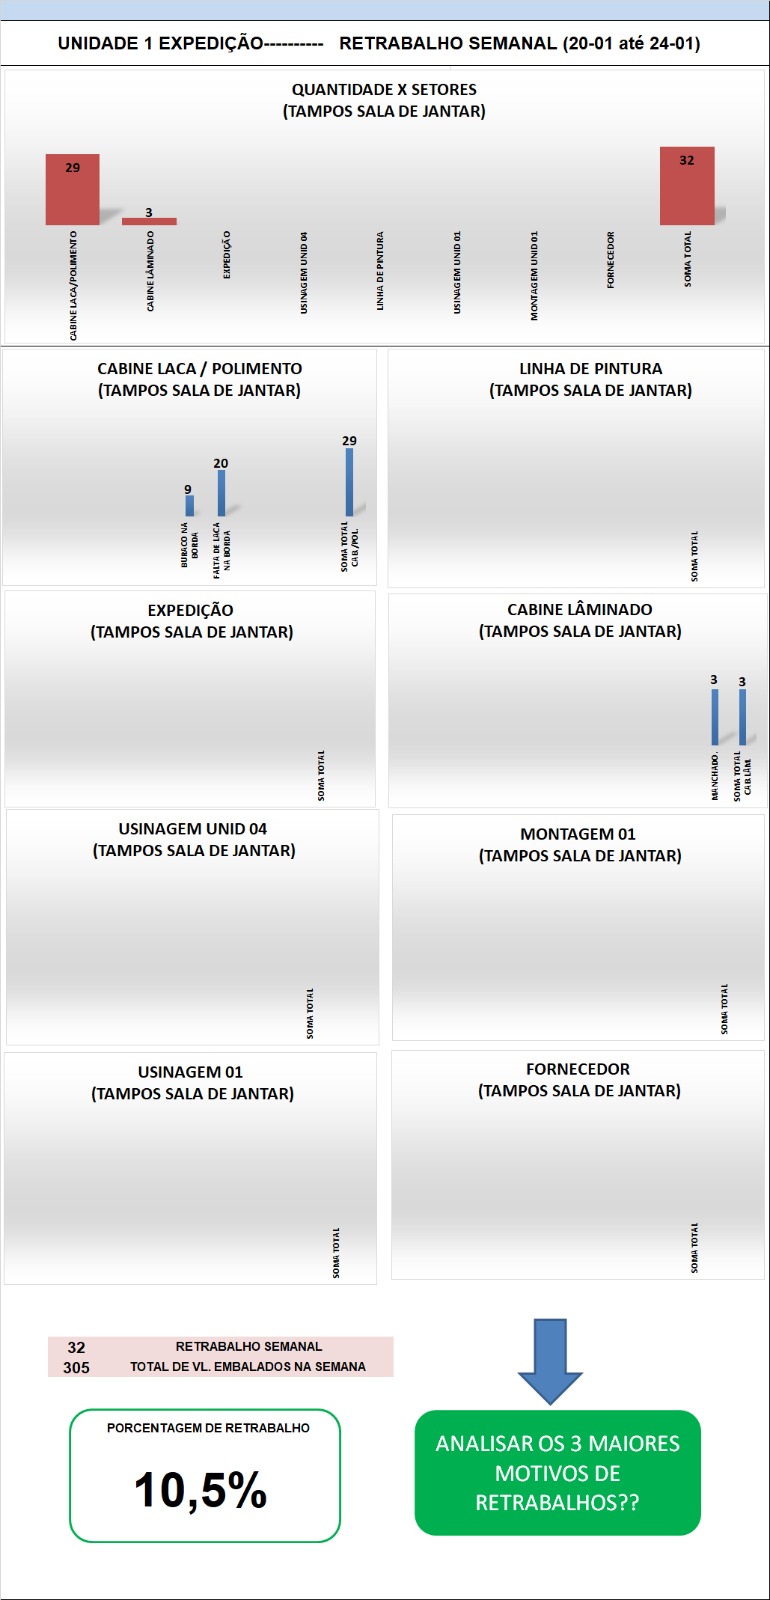 UNIDADE 1 EXPEDIÇÃO---------- RETRABALHO SEMANAL (20-01 até 24-01)
QUANTIDADE X SETORES
(TAMPOS SALA DE JANTAR)
29
3
32
CABINE LACA/POLIMENTO
CABINE LÂMINADO
EXPEDIÇÃO
USINAGEM UNID 04
LINHA DE PINTURA
USINAGEM UNID 01
MONTAGEM UNID 01
FORNECEDOR
SOMA TOTAL
CABINE LACA / POLIMENTO
(TAMPOS SALA DE JANTAR)
9
20
29
BURACO NA
BORDA
FALTA DE LACA
NA BORDA
SOMA TOTAL
CAB./POL.
LINHA DE PINTURA
(TAMPOS SALA DE JANTAR)
SOMA TOTAL
EXPEDIÇÃO
(TAMPOS SALA DE JANTAR)
SOMA TOTAL
CABINE LÂMINADO
(TAMPOS SALA DE JANTAR)
3
3
MANCHADO.
SOMA TOTAL
CAB LÂM.
USINAGEM UNID 04
(TAMPOS SALA DE JANTAR)
SOMA TOTAL
MONTAGEM 01
(TAMPOS SALA DE JANTAR)
SOMA TOTAL
USINAGEM 01
(TAMPOS SALA DE JANTAR)
SOMA TOTAL
FORNECEDOR
(TAMPOS SALA DE JANTAR)
SOMA TOTAL
32 RETRABALHO SEMANAL
305 TOTAL DE VL. EMBALADOS NA SEMANA
PORCENTAGEM DE RETRABALHO
10,5%
ANALISAR OS 3 MAIORES
MOTIVOS DE
RETRABALHOS??